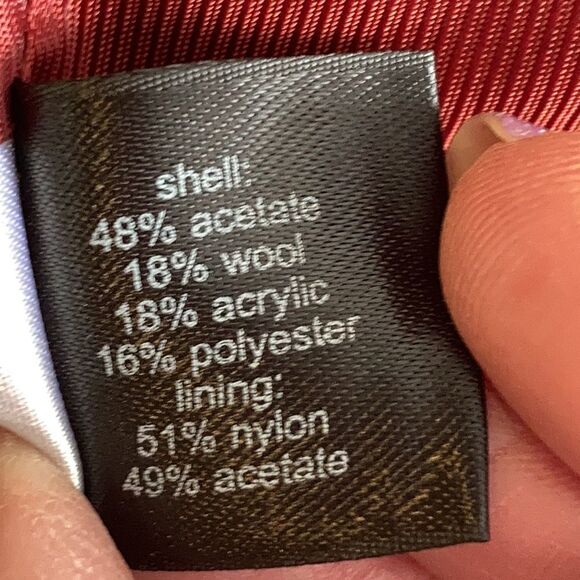 shell:
48% acetate
18% wool
18% acrylic
16% polyester
lining:
51% nylon
49% acetate